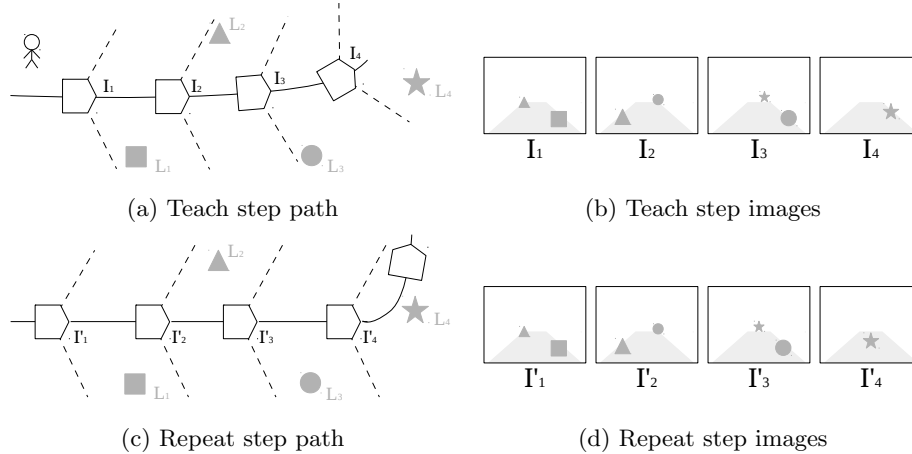 L₂
I₄
I₁ I₂ I₃
L₄
L₁ L₃
I₁ I₂ I₃ I₄
(a) Teach step path
(b) Teach step images
L₂
L₄
I'₁ I'₂ I'₃ I'₄
L₁ L₃
I'₁ I'₂ I'₃ I'₄
(c) Repeat step path
(d) Repeat step images